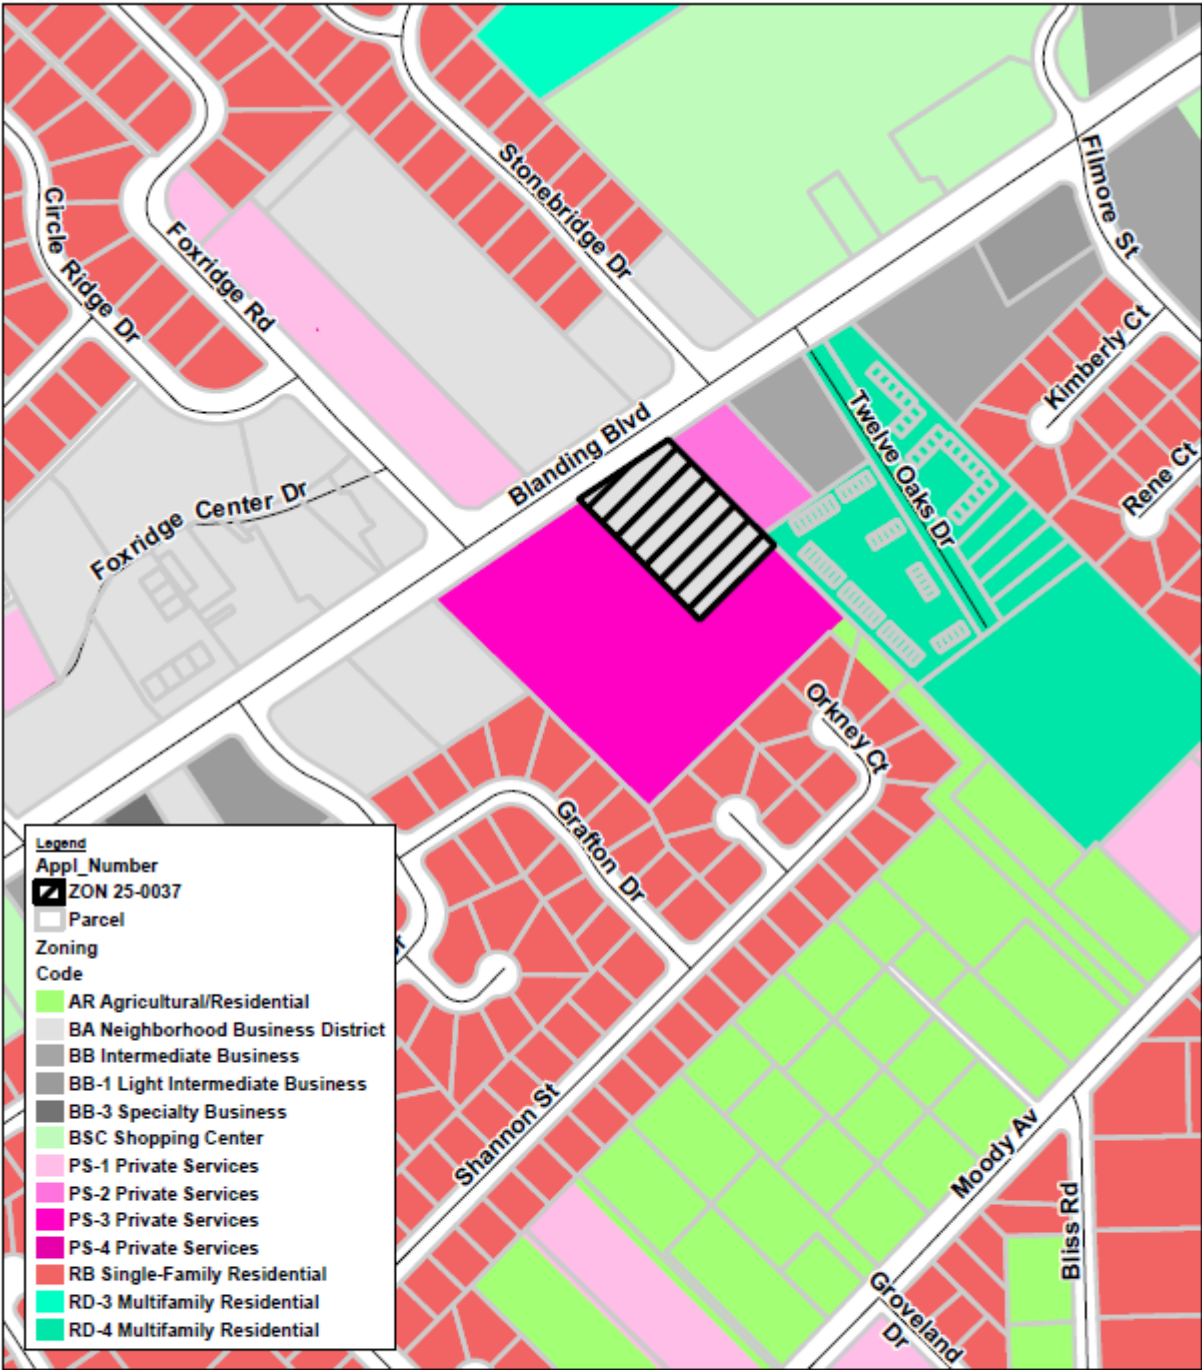 Stonebridge Dr
Filmore St
Circle Ridge Dr
Foxridge Rd
Kimberly Ct
Twelve Oaks Dr
Blanding Blvd
Rene Ct
Foxridge Center Dr
Orkney Ct
Grafton Dr
Shannon St
Moody Av
Bliss Rd
Groveland
Dr
Legend
Appl_Number
ZON 25-0037
Parcel
Zoning
Code
AR Agricultural/Residential
BA Neighborhood Business District
BB Intermediate Business
BB-1 Light Intermediate Business
BB-3 Specialty Business
BSC Shopping Center
PS-1 Private Services
PS-2 Private Services
PS-3 Private Services
PS-4 Private Services
RB Single-Family Residential
RD-3 Multifamily Residential
RD-4 Multifamily Residential